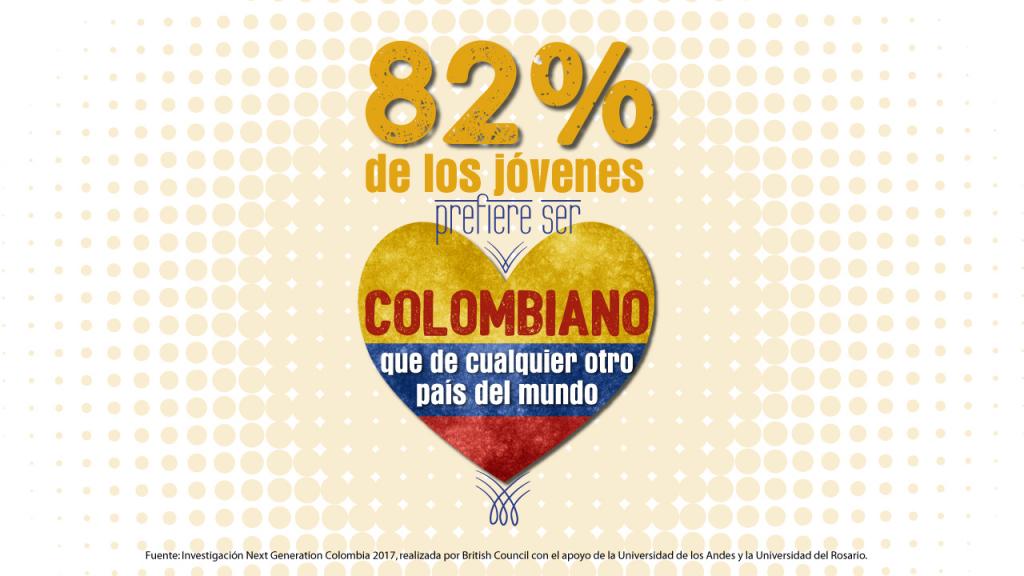 82%
de los jóvenes
prefiere ser
COLOMBIANO
que de cualquier otro
país del mundo
Fuente: Investigación Next Generation Colombia 2017, realizada por British Council con el apoyo de la Universidad de los Andes y la Universidad del Rosario.